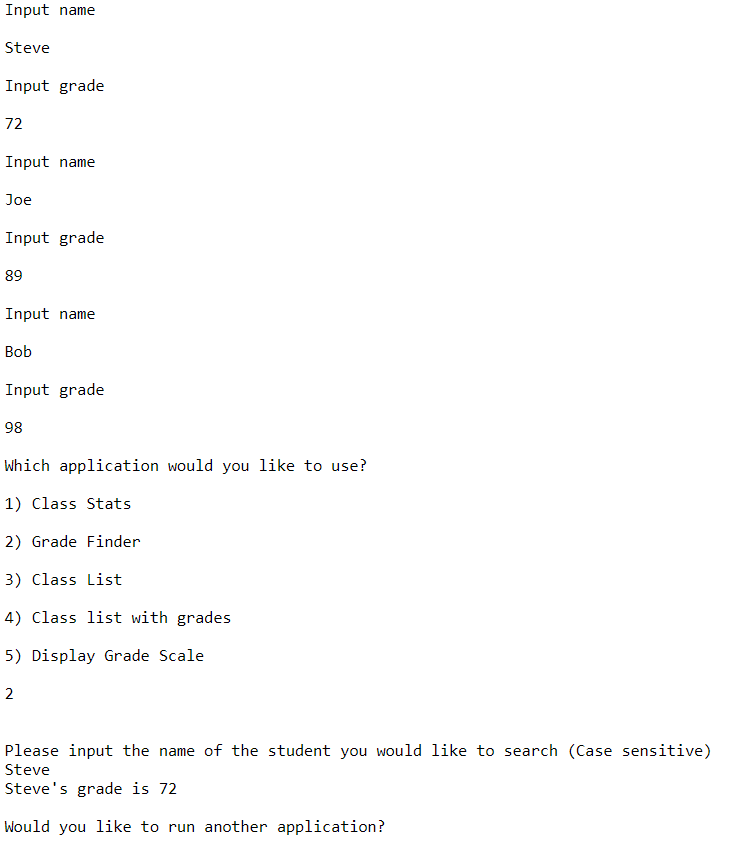 Input name
Steve
Input grade
72
Input name
Joe
Input grade
89
Input name
Bob
Input grade
98
Which application would you like to use?
1) Class Stats
2) Grade Finder
3) Class List
4) Class list with grades
5) Display Grade Scale
2
Please input the name of the student you would like to search (Case sensitive)
Steve
Steve's grade is 72
Would you like to run another application?